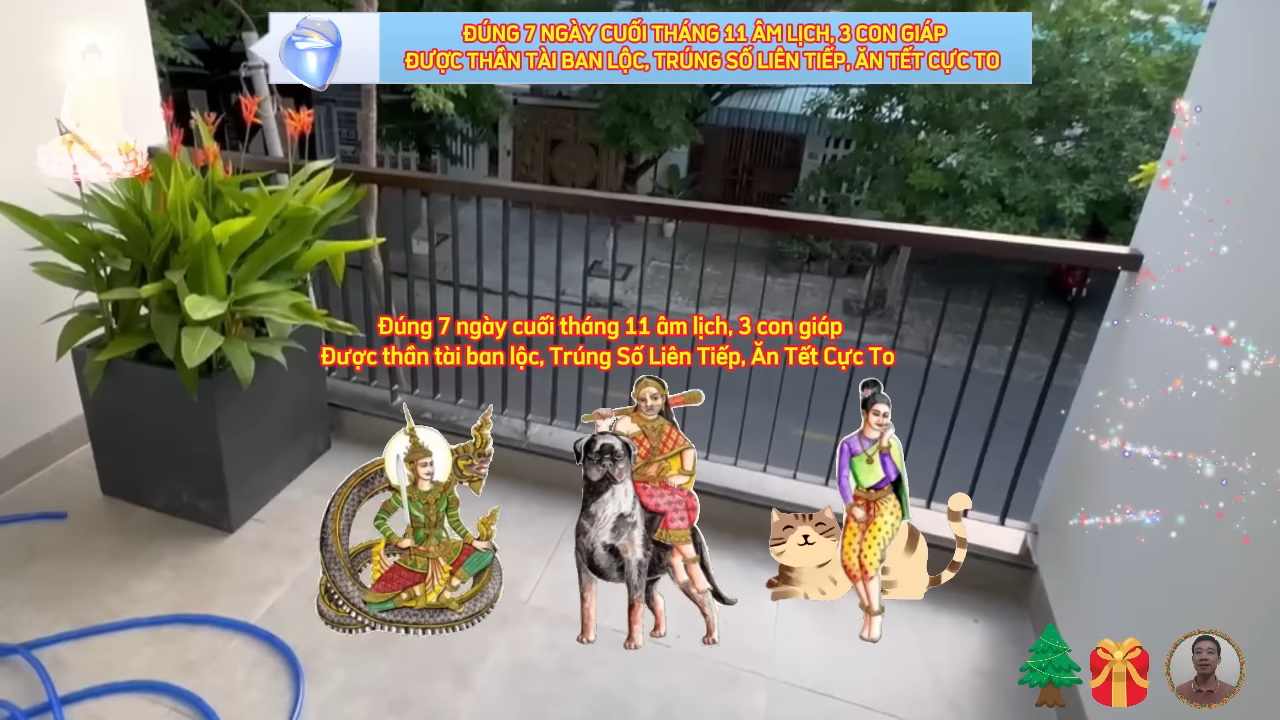 ĐÚNG 7 NGÀY CUỐI THÁNG 11 ÂM LỊCH, 3 CON GIÁP
ĐƯỢC THẦN TÀI BAN LỘC, TRÚNG SỐ LIÊN TIẾP, ĂN TẾT CỰC TO
Đúng 7 ngày cuối tháng 11 âm lịch, 3 con giáp
Được thần tài ban lộc, Trúng Số Liên Tiếp, Ăn Tết Cực To